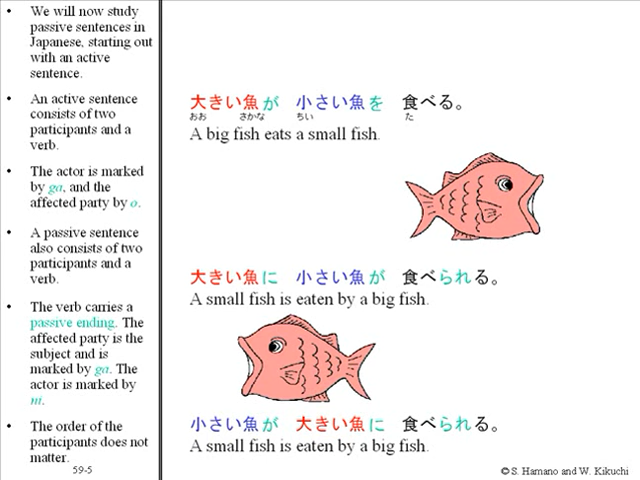 • We will now study
passive sentences in
Japanese, starting out
with an active
sentence.
• An active sentence
consists of two
participants and a
verb.
• The actor is marked
by ga, and the
affected party by o.
• A passive sentence
also consists of two
participants and a
verb.
• The verb carries a
passive ending. The
affected party is the
subject and is
marked by ga. The
actor is marked by
ni.
• The order of the
participants does not
matter.
59-5
大きい魚が 小さい魚を 食べる。
おお さかな ちい た
A big fish eats a small fish.
大きい魚に 小さい魚が 食べられる。
A small fish is eaten by a big fish.
小さい魚が 大きい魚に 食べられる。
A small fish is eaten by a big fish.
© S. Hamano and W. Kikuchi